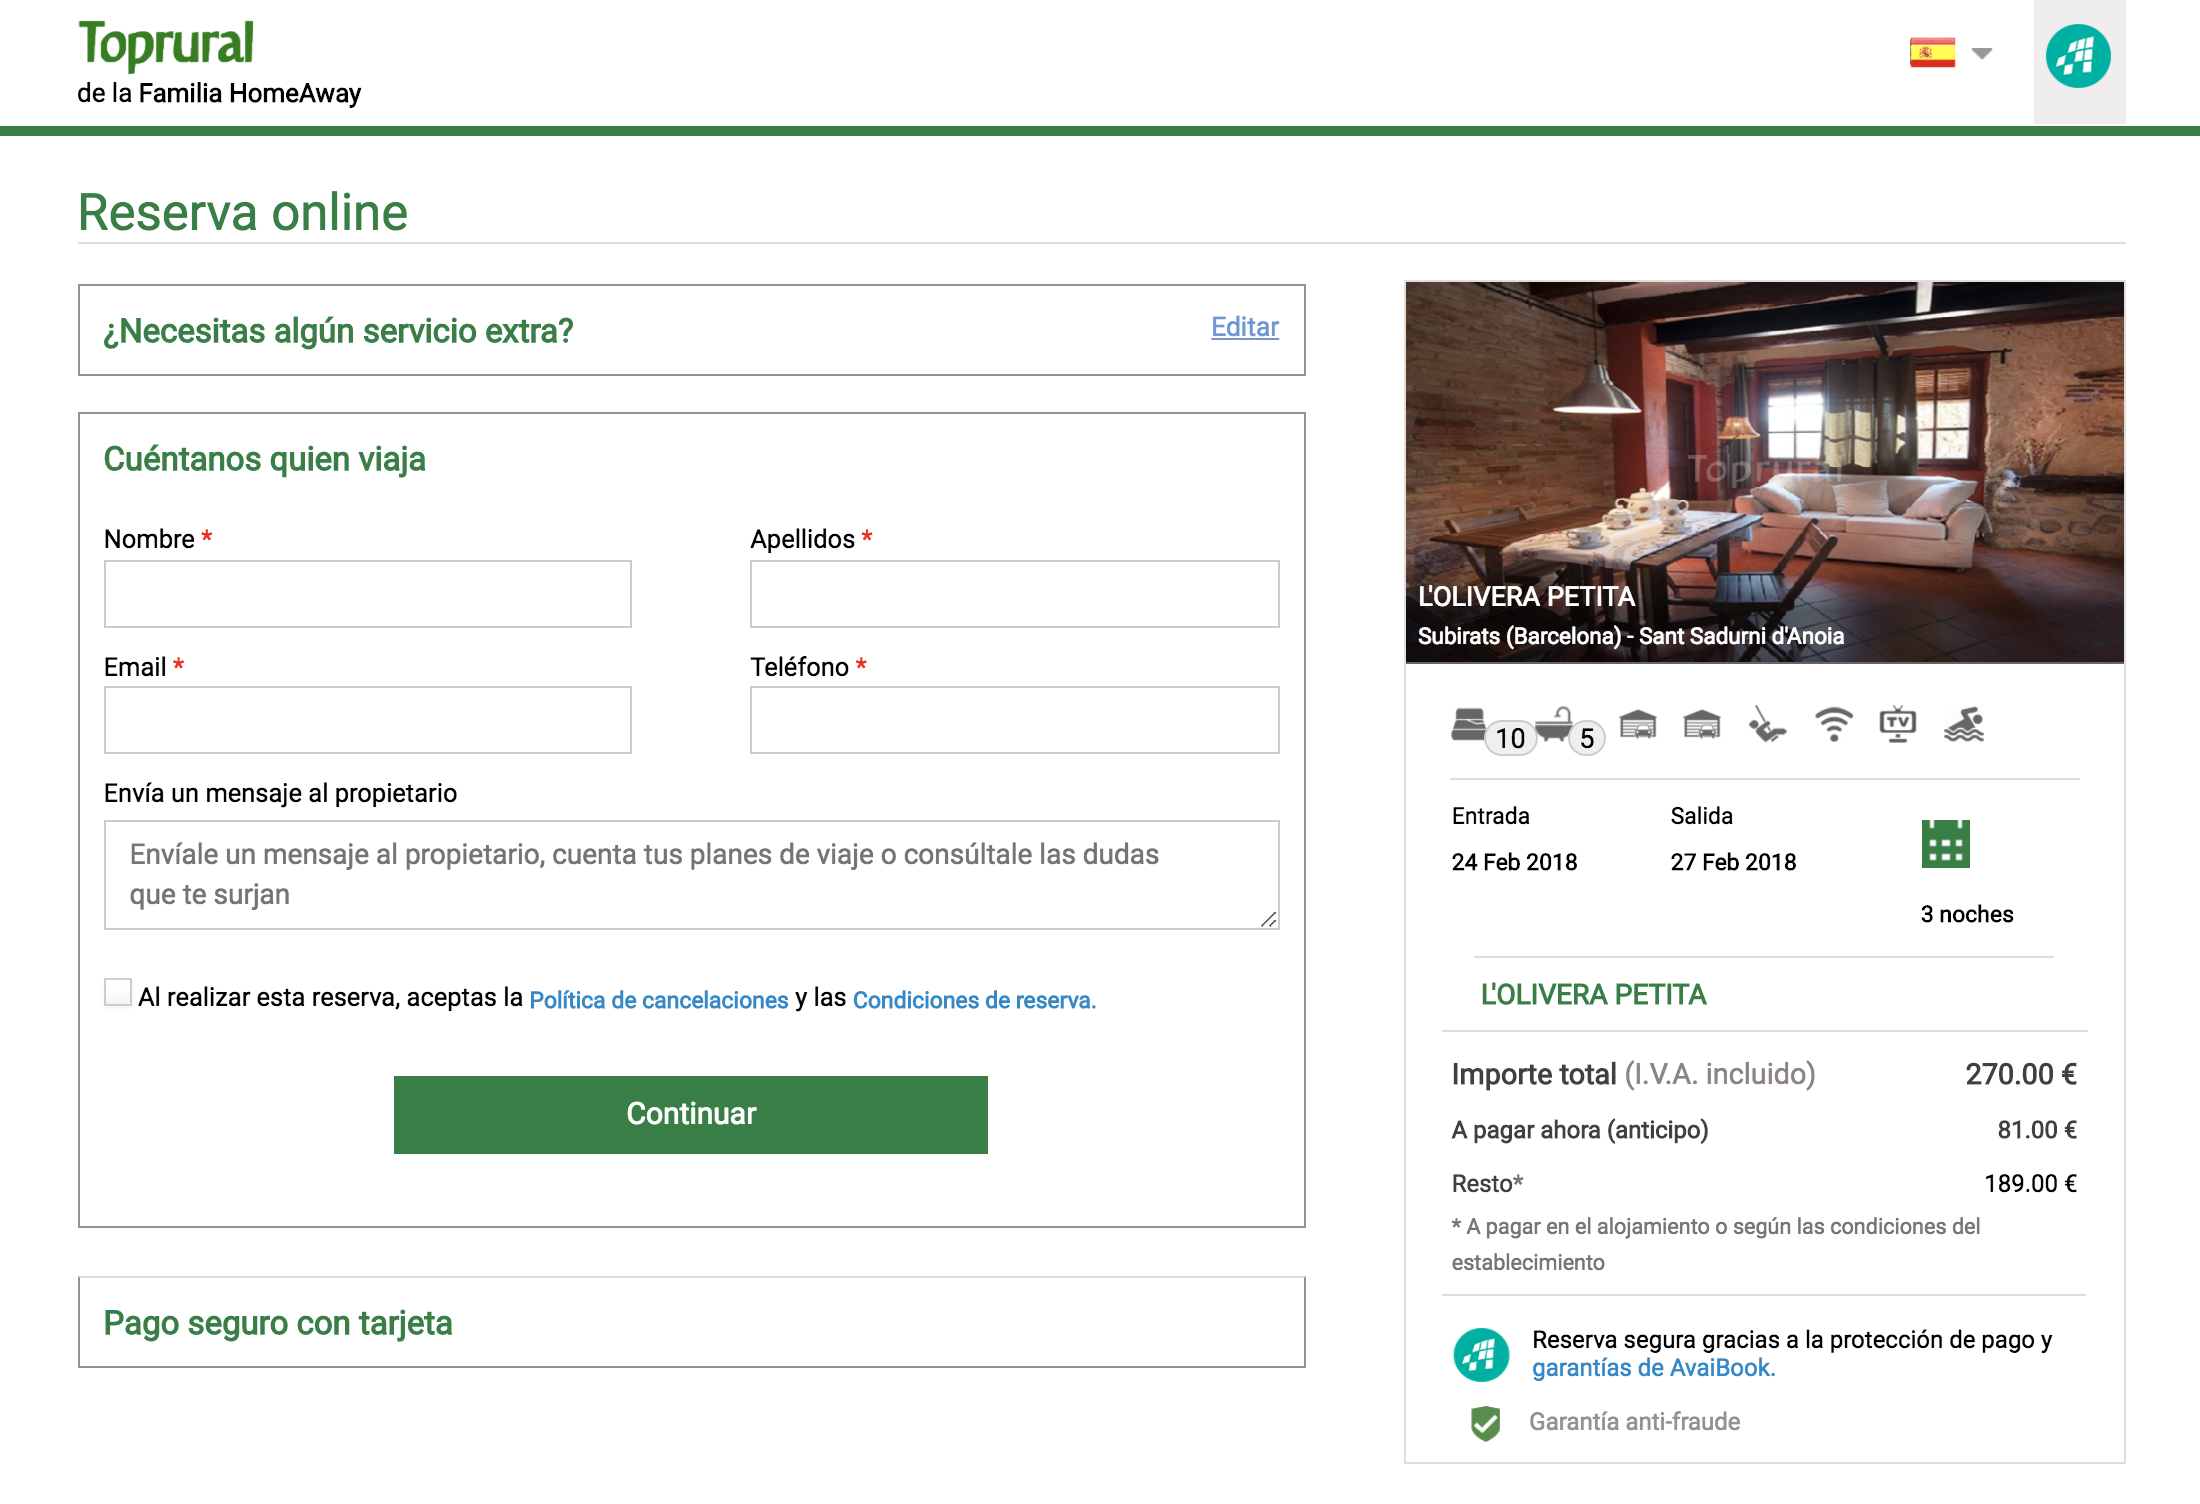 Toprural
de la Familia HomeAway
Reserva online
¿Necesitas algún servicio extra?
Editar
Cuéntanos quien viaja
Nombre *
Apellidos *
Email *
Teléfono *
Envía un mensaje al propietario
Envíale un mensaje al propietario, cuenta tus planes de viaje o consúltale las dudas
que te surjan
Al realizar esta reserva, aceptas la Política de cancelaciones y las Condiciones de reserva.
Continuar
Pago seguro con tarjeta
Toprural
L'OLIVERA PETITA
Subirats (Barcelona) - Sant Sadurni d'Anoia
10
5
TV
Entrada
Salida
24 Feb 2018
27 Feb 2018
3 noches
L'OLIVERA PETITA
Importe total (I.V.A. incluido)
270.00 €
A pagar ahora (anticipo)
81.00 €
Resto*
189.00 €
* A pagar en el alojamiento o según las condiciones del
establecimiento
Reserva segura gracias a la protección de pago y
garantías de AvaiBook.
Garantía anti-fraude